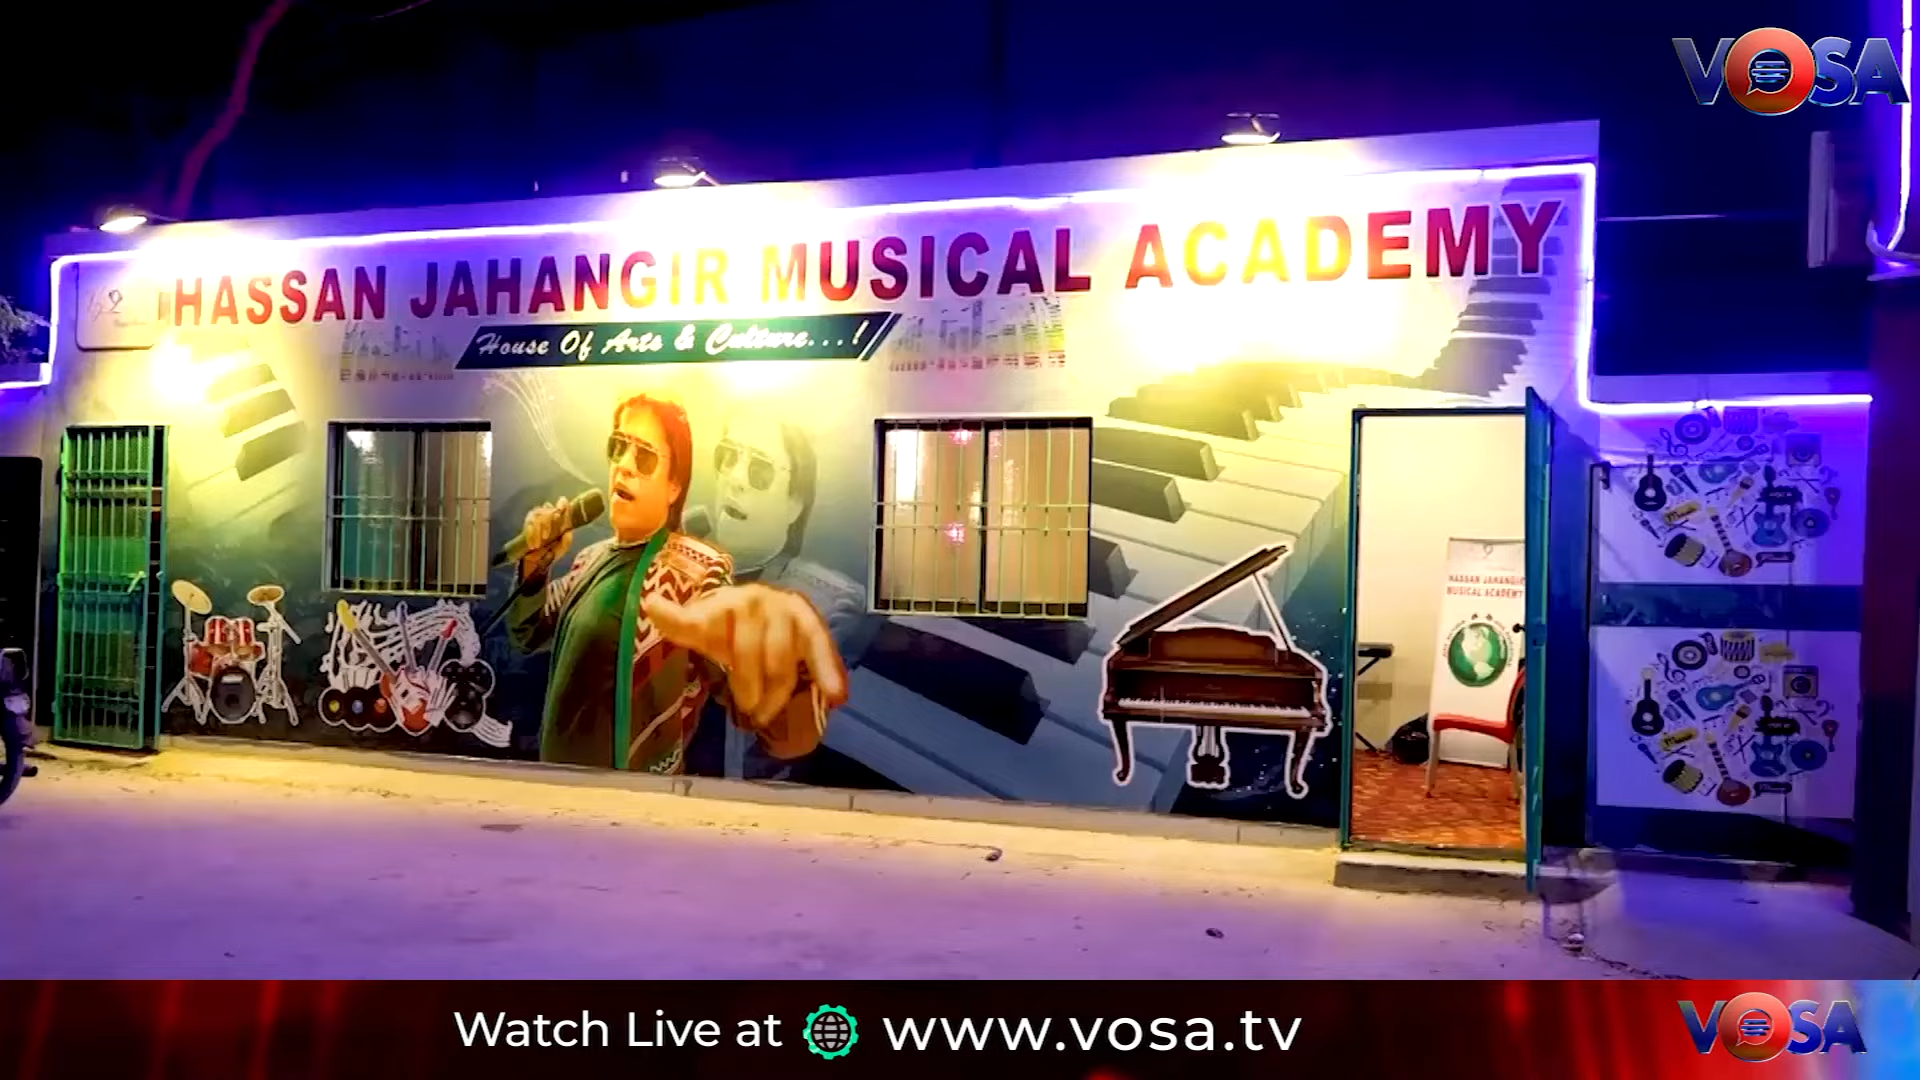 VOSA
HASSAN JAHANGIR MUSICAL ACADEMY
House Of Arts & Culture...!
HASSAN JAHANGIR
MUSICAL ACADEMY
Watch Live at www.vosa.tv
VOSA